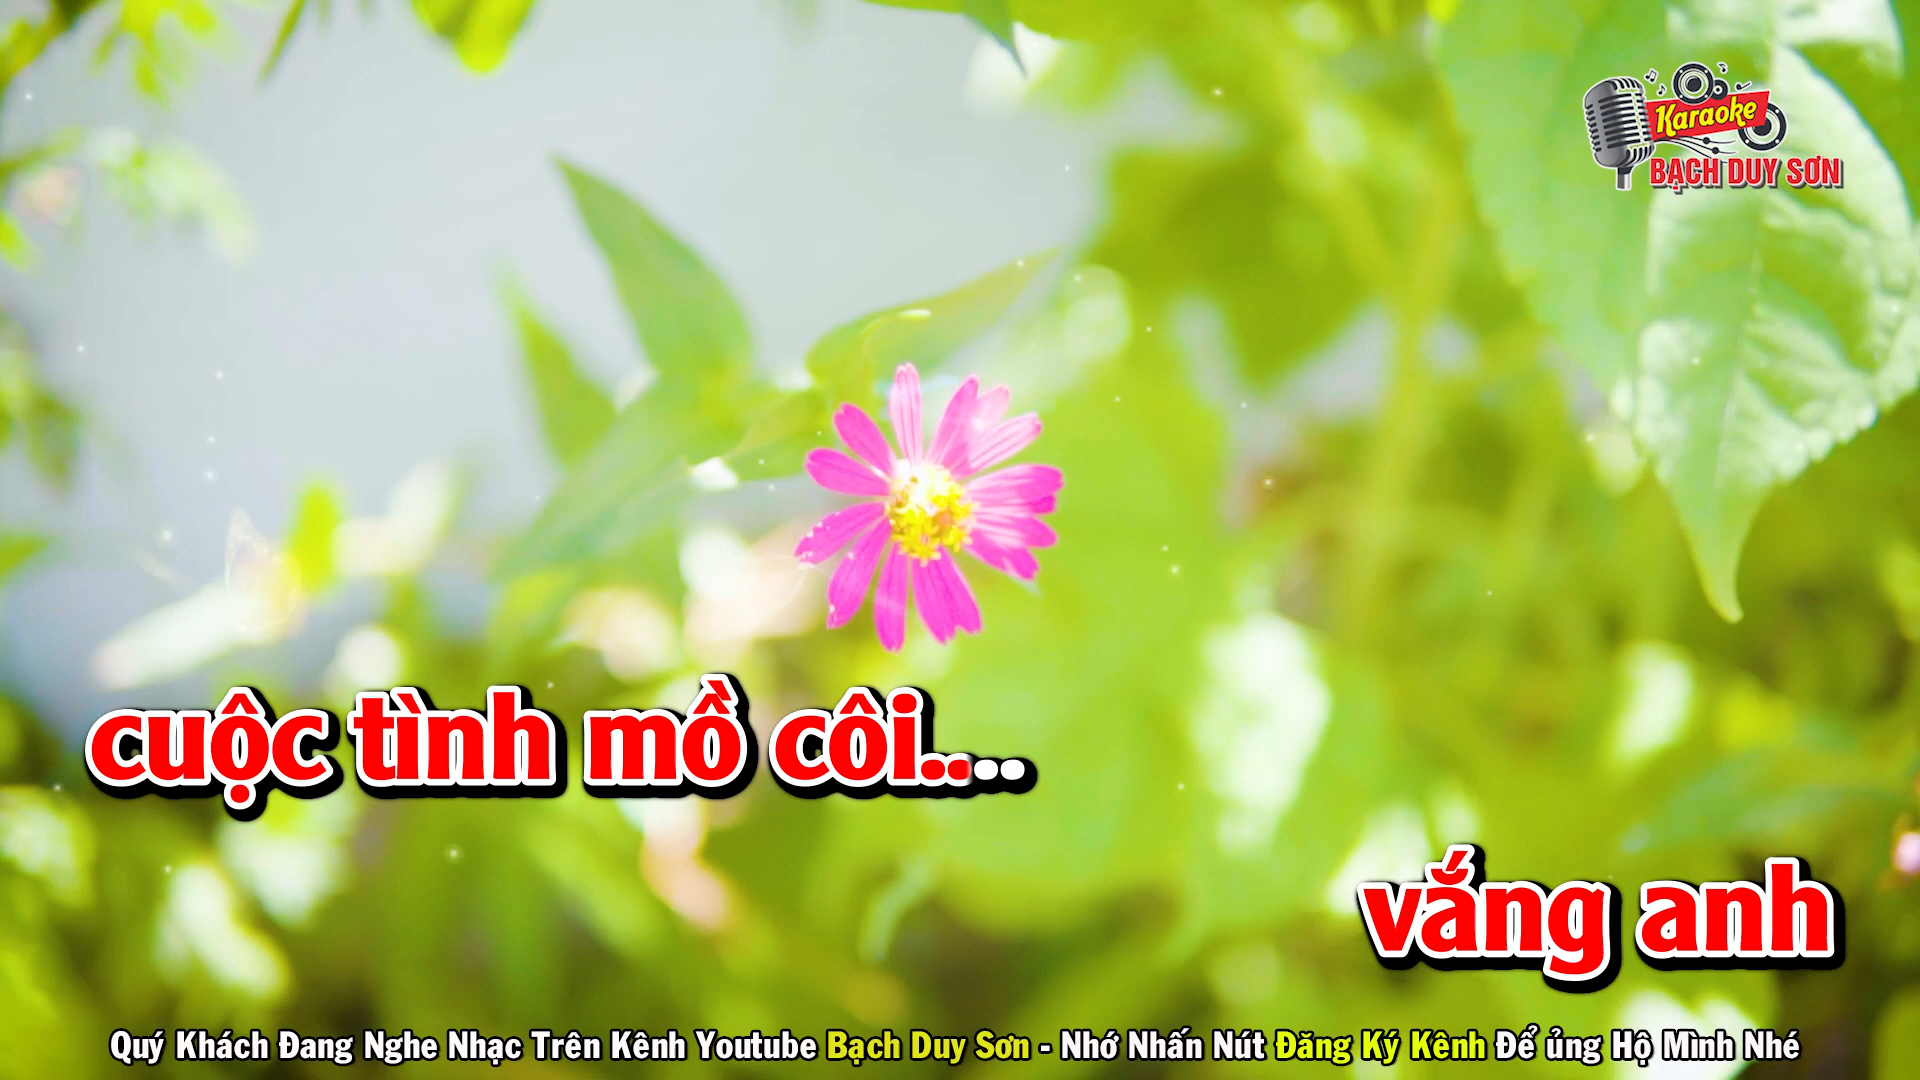 Karaoke
BẠCH DUY SƠN
cuộc tình mồ côi....
vắng anh
Quý Khách Đang Nghe Nhạc Trên Kênh Youtube Bạch Duy Sơn - Nhớ Nhấn Nút Đăng Ký Kênh Để ủng Hộ Mình Nhé